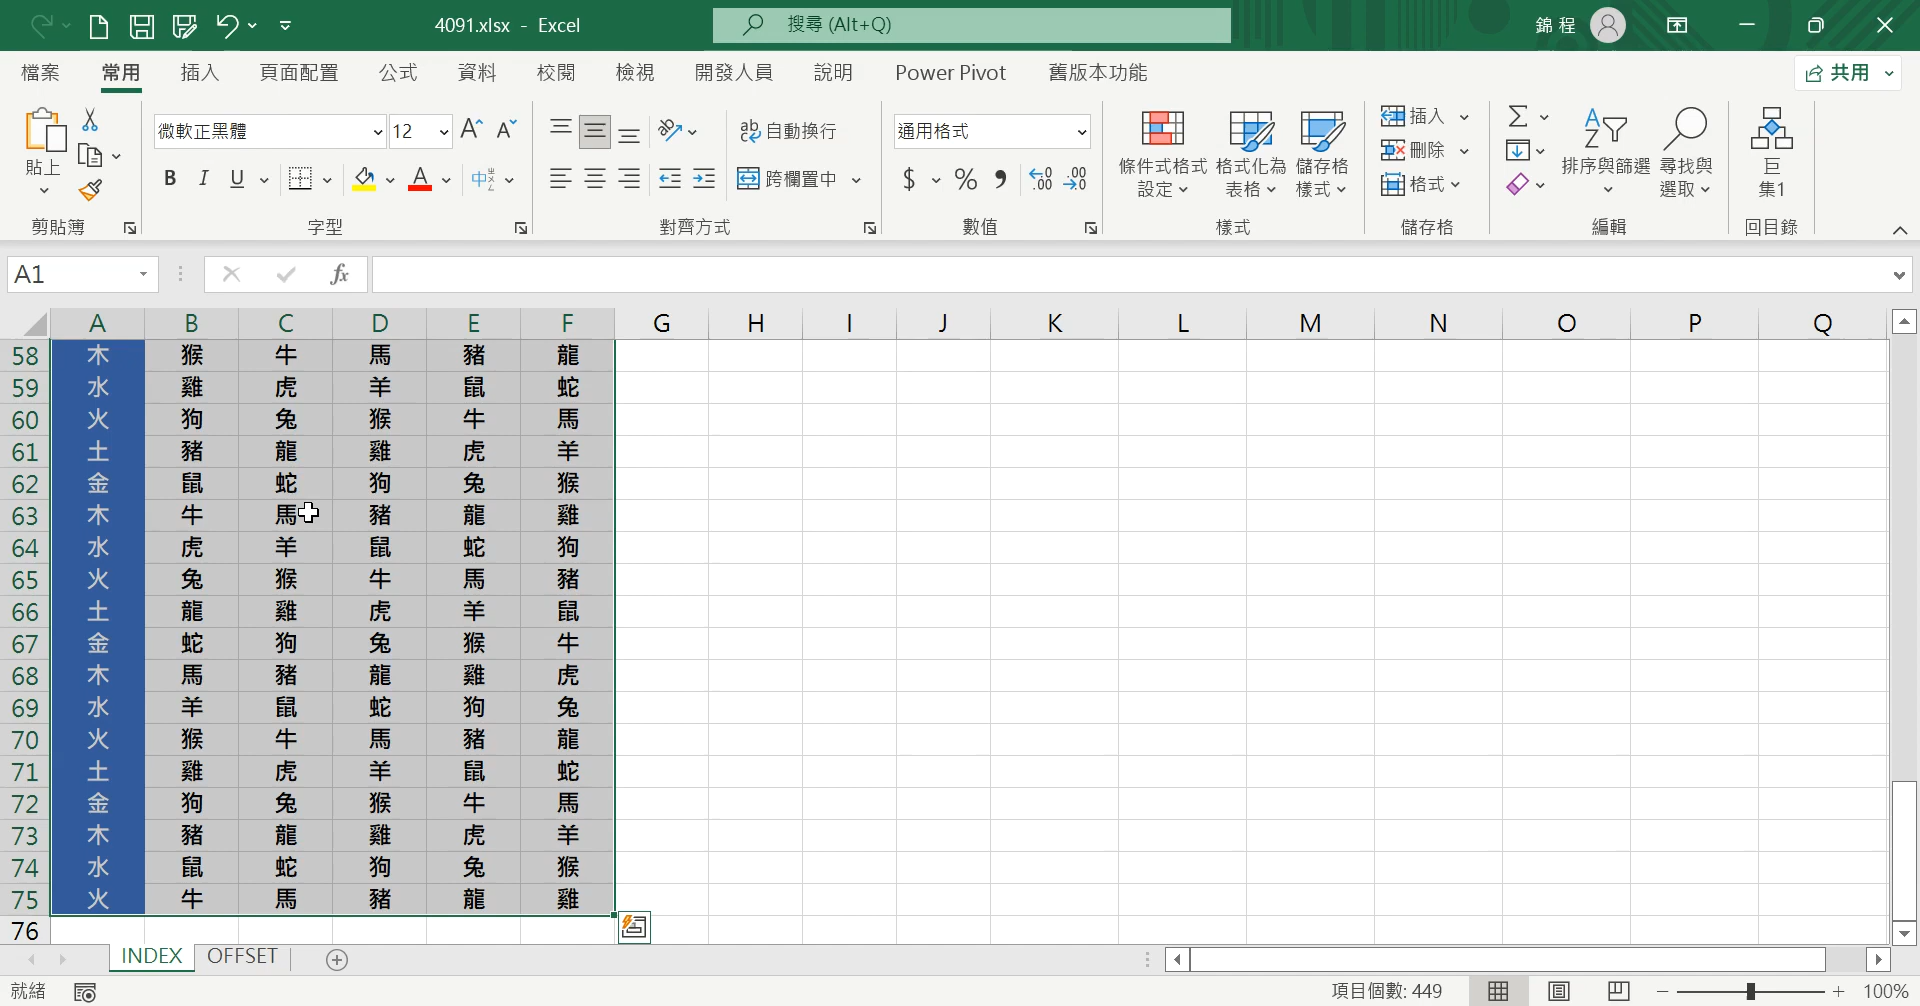 4091.xlsx - Excel
搜尋 (Alt+Q)
錦 程
檔案 常用 插入 頁面配置 公式 資料 校閱 檢視 開發人員 說明 Power Pivot 舊版本功能
共用
貼上
剪貼簿
微軟正黑體 12
B I U
字型
自動換行
跨欄置中
對齊方式
通用格式
$ % .00 .00
數值
條件式格式設定 格式化為表格 儲存格樣式
樣式
插入
刪除
格式
儲存格
排序與篩選 尋找與選取
編輯
巨集1
回目錄
A1 fx
A B C D E F G H I J K L M N O P Q
58 木 猴 牛 馬 豬 龍
59 水 雞 虎 羊 鼠 蛇
60 火 狗 兔 猴 牛 馬
61 土 豬 龍 雞 虎 羊
62 金 鼠 蛇 狗 兔 猴
63 木 牛 馬 豬 龍 雞
64 水 虎 羊 鼠 蛇 狗
65 火 兔 猴 牛 馬 豬
66 土 龍 雞 虎 羊 鼠
67 金 蛇 狗 兔 猴 牛
68 木 馬 豬 龍 雞 虎
69 水 羊 鼠 蛇 狗 兔
70 火 猴 牛 馬 豬 龍
71 土 雞 虎 羊 鼠 蛇
72 金 狗 兔 猴 牛 馬
73 木 豬 龍 雞 虎 羊
74 水 鼠 蛇 狗 兔 猴
75 火 牛 馬 豬 龍 雞
76
INDEX OFFSET
就緒
項目個數: 449
100%